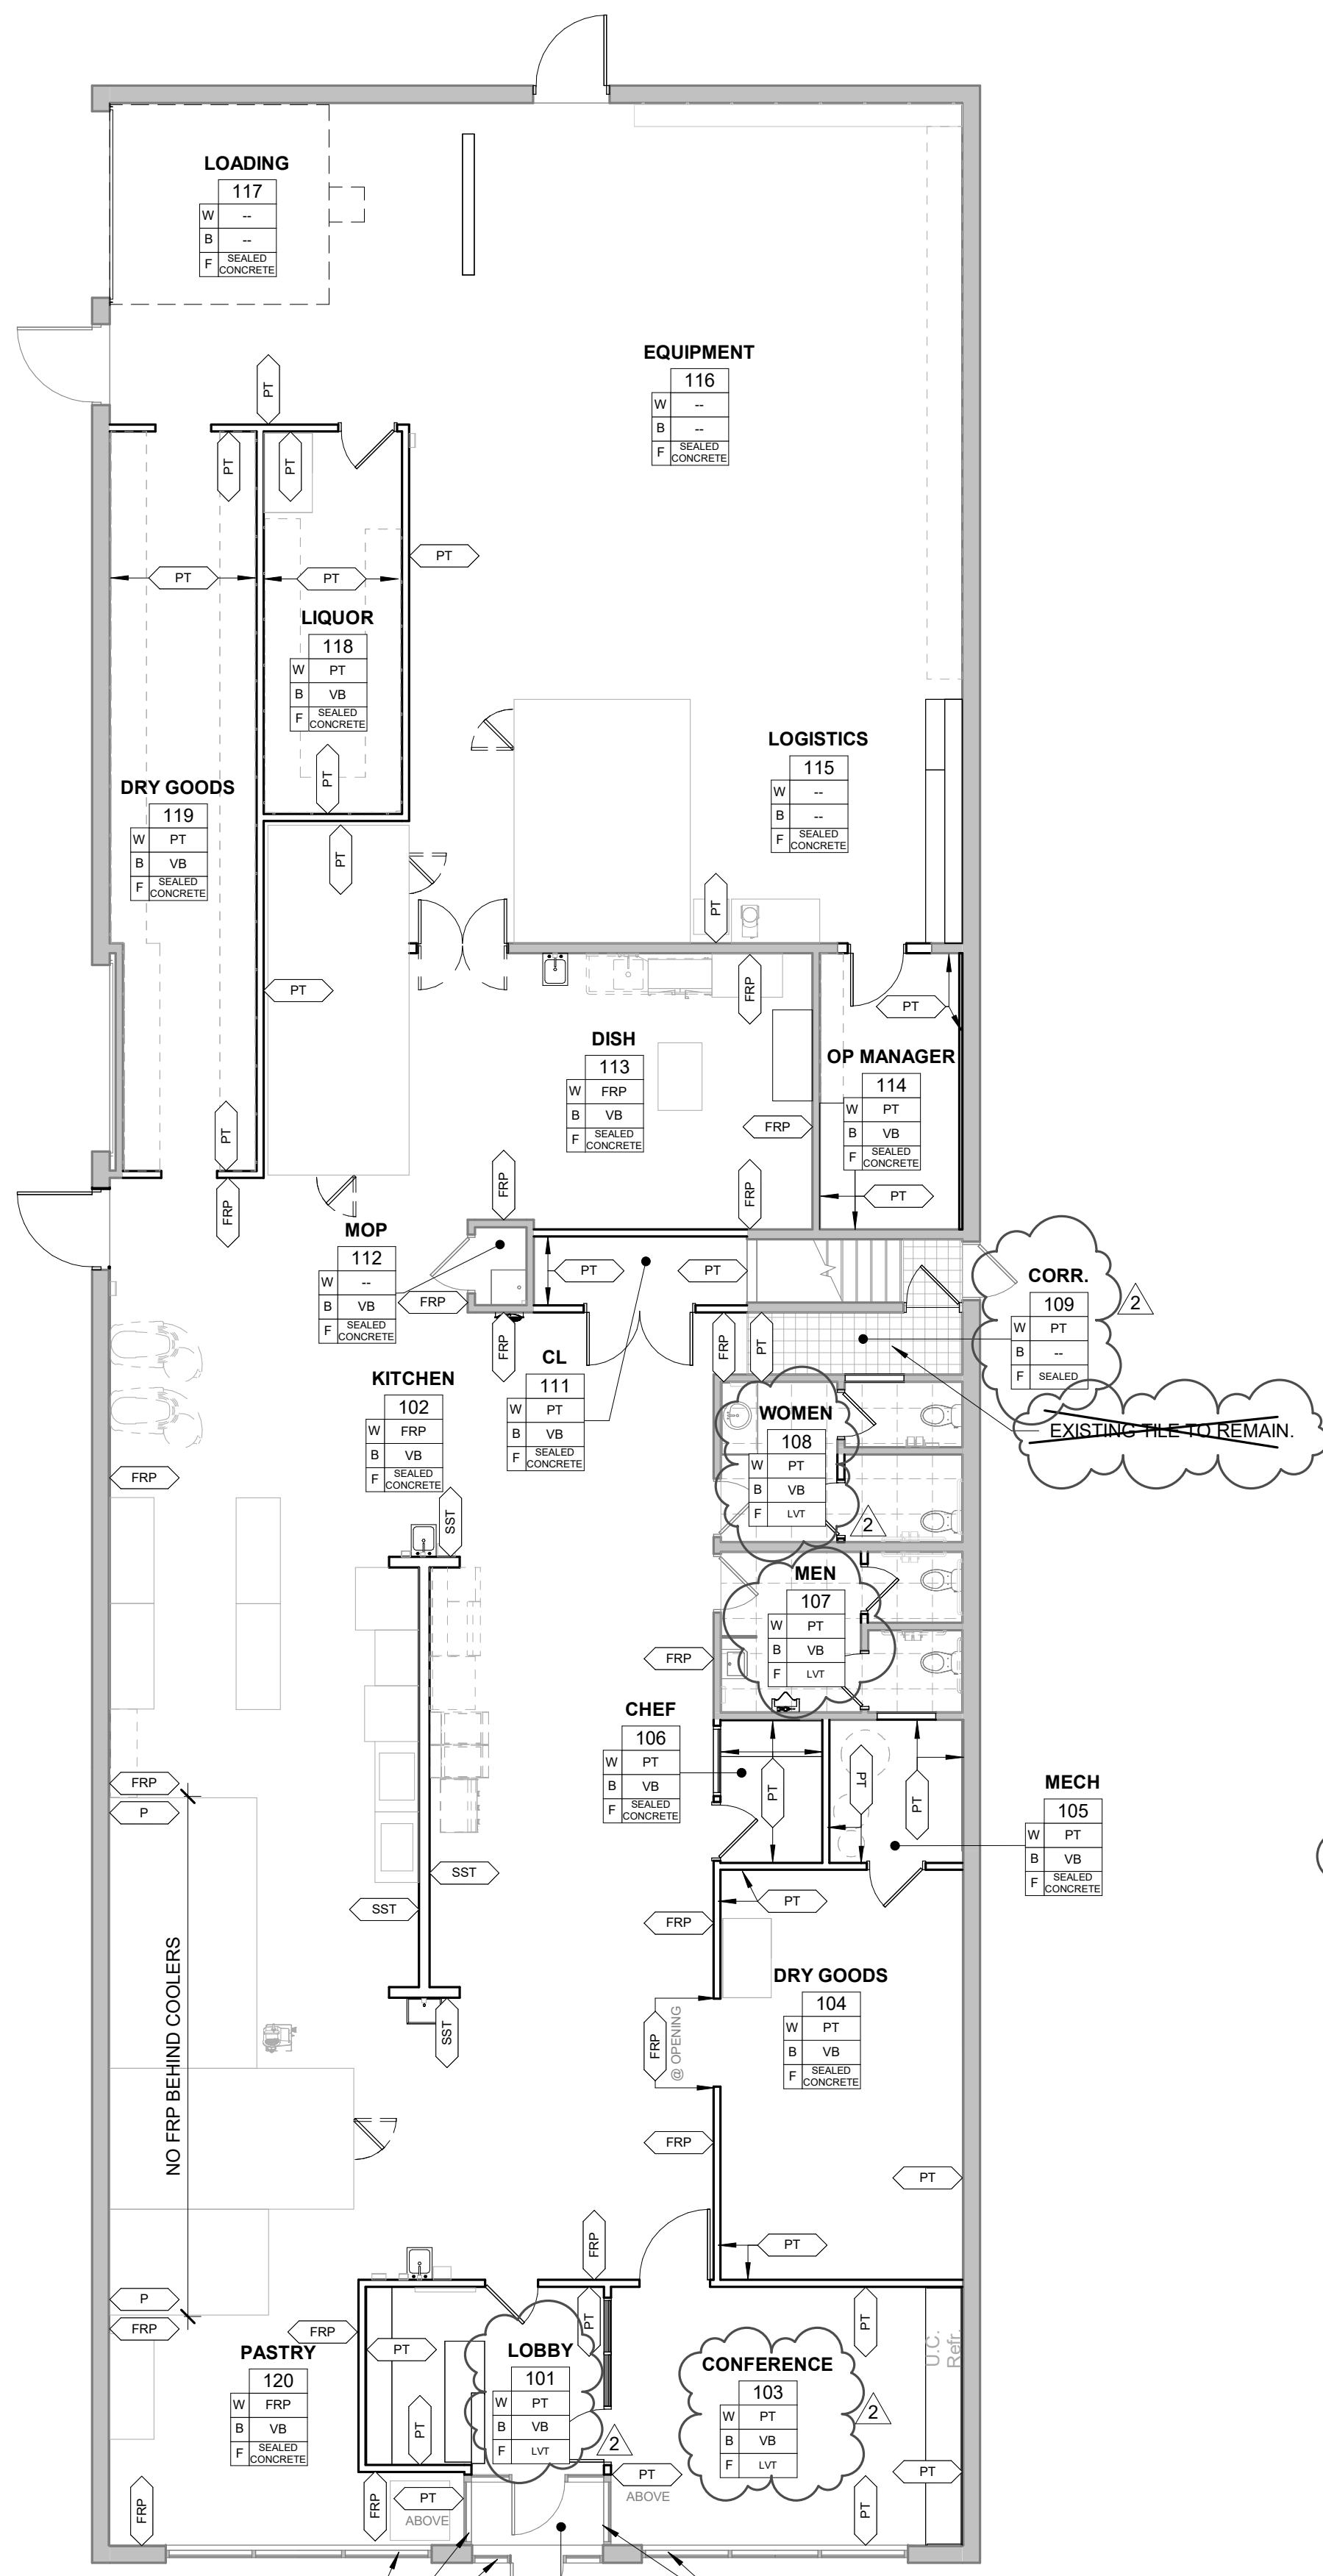 LOADING
117
W --
B --
F SEALED
CONCRETE
EQUIPMENT
116
W --
B --
F SEALED
CONCRETE
PT
PT
PT
PT
PT
PT
LIQUOR
118
W PT
B VB
F SEALED
CONCRETE
PT
LOGISTICS
115
W --
B --
F SEALED
CONCRETE
DRY GOODS
119
W PT
B VB
F SEALED
CONCRETE
PT
PT
PT
FRP
PT
DISH
113
W FRP
B VB
F SEALED
CONCRETE
OP MANAGER
114
W PT
B VB
F SEALED
CONCRETE
PT
FRP
PT
FRP
FRP
PT
FRP
MOP
112
W --
B VB
F SEALED
CONCRETE
FRP
PT
PT
CORR.
109
W PT
B --
F SEALED
2
EXISTING TILE TO REMAIN.
FRP
FRP
PT
CL
111
W PT
B VB
F SEALED
CONCRETE
KITCHEN
102
W FRP
B VB
F SEALED
CONCRETE
WOMEN
108
W PT
B VB
F LVT
2
FRP
SST
MEN
107
W PT
B VB
F LVT
FRP
CHEF
106
W PT
B VB
F SEALED
CONCRETE
PT
PT
PT
MECH
105
W PT
B VB
F SEALED
CONCRETE
FRP
P
SST
SST
PT
FRP
NO FRP BEHIND COOLERS
DRY GOODS
104
W PT
B VB
F SEALED
CONCRETE
SST
FRP
@ OPENING
FRP
PT
FRP
PT
P
FRP
FRP
PASTRY
120
W FRP
B VB
F SEALED
CONCRETE
PT
PT
LOBBY
101
W PT
B VB
F LVT
2
PT
CONFERENCE
103
W PT
B VB
F LVT
2
PT
U.C.
Refr.
PT
FRP
FRP
PT
ABOVE
PT
ABOVE
PT